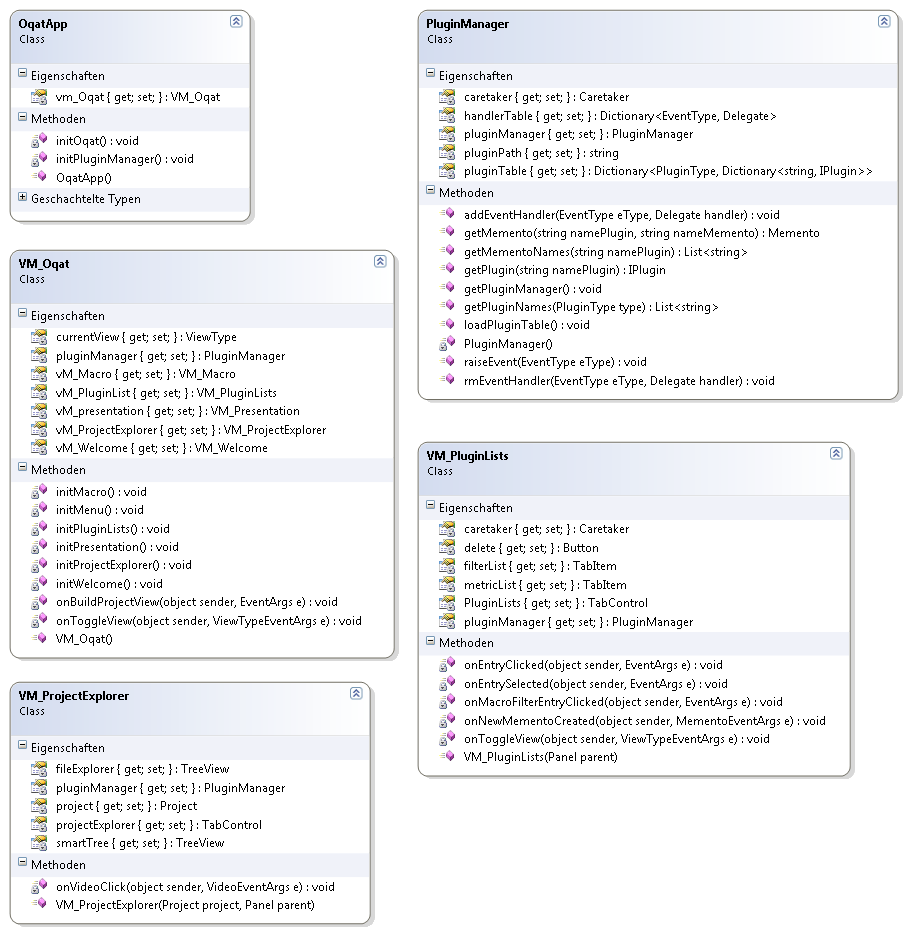 OqatApp
Class
Eigenschaften
vm_Oqat { get; set; } : VM_Oqat
Methoden
initOqat() : void
initPluginManager() : void
OqatApp()
Geschachtelte Typen
VM_Oqat
Class
Eigenschaften
currentView { get; set; } : ViewType
pluginManager { get; set; } : PluginManager
vM_Macro { get; set; } : VM_Macro
vM_PluginList { get; set; } : VM_PluginLists
vM_presentation { get; set; } : VM_Presentation
vM_ProjectExplorer { get; set; } : VM_ProjectExplorer
vM_Welcome { get; set; } : VM_Welcome
Methoden
initMacro() : void
initMenu() : void
initPluginLists() : void
initPresentation() : void
initProjectExplorer() : void
initWelcome() : void
onBuildProjectView(object sender, EventArgs e) : void
onToggleView(object sender, ViewTypeEventArgs e) : void
VM_Oqat()
VM_ProjectExplorer
Class
Eigenschaften
fileExplorer { get; set; } : TreeView
pluginManager { get; set; } : PluginManager
project { get; set; } : Project
projectExplorer { get; set; } : TabControl
smartTree { get; set; } : TreeView
Methoden
onVideoClick(object sender, VideoEventArgs e) : void
VM_ProjectExplorer(Project project, Panel parent)
PluginManager
Class
Eigenschaften
caretaker { get; set; } : Caretaker
handlerTable { get; set; } : Dictionary<EventType, Delegate>
pluginManager { get; set; } : PluginManager
pluginPath { get; set; } : string
pluginTable { get; set; } : Dictionary<PluginType, Dictionary<string, IPlugin>>
Methoden
addEventHandler(EventType eType, Delegate handler) : void
getMemento(string namePlugin, string nameMemento) : Memento
getMementoNames(string namePlugin) : List<string>
getPlugin(string namePlugin) : IPlugin
getPluginManager() : void
getPluginNames(PluginType type) : List<string>
loadPluginTable() : void
PluginManager()
raiseEvent(EventType eType) : void
rmEventHandler(EventType eType, Delegate handler) : void
VM_PluginLists
Class
Eigenschaften
caretaker { get; set; } : Caretaker
delete { get; set; } : Button
filterList { get; set; } : TabItem
metricList { get; set; } : TabItem
PluginLists { get; set; } : TabControl
pluginManager { get; set; } : PluginManager
Methoden
onEntryClicked(object sender, EventArgs e) : void
onEntrySelected(object sender, EventArgs e) : void
onMacroFilterEntryClicked(object sender, EventArgs e) : void
onNewMementoCreated(object sender, MementoEventArgs e) : void
onToggleView(object sender, ViewTypeEventArgs e) : void
VM_PluginLists(Panel parent)